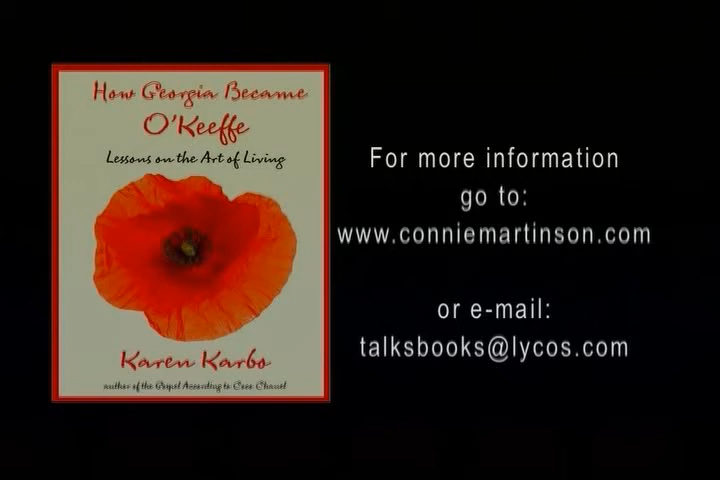 How Georgia Became
O'Keeffe
Lessons on the Art of Living
Karen Karbo
author of the Gospel According to Coco Chanel
For more information
go to:
www.conniemartinson.com
or e-mail:
talksbooks@lycos.com